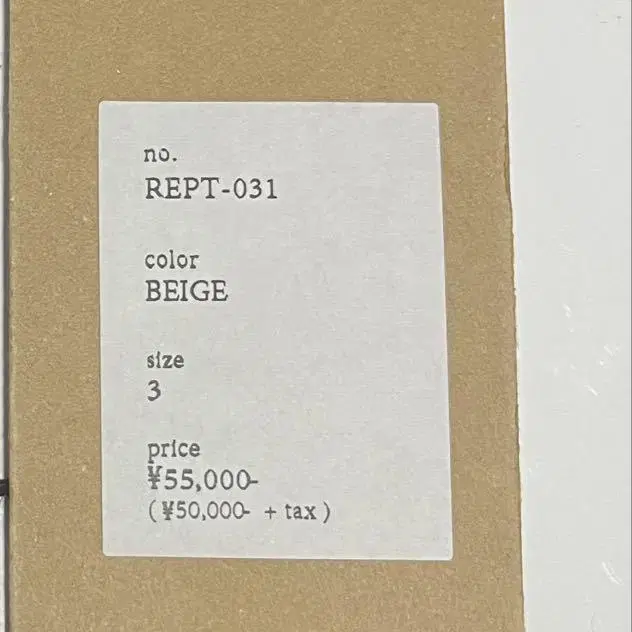 no.
REPT-031
color
BEIGE
size
3
price
¥55,000-
(¥50,000- + tax)